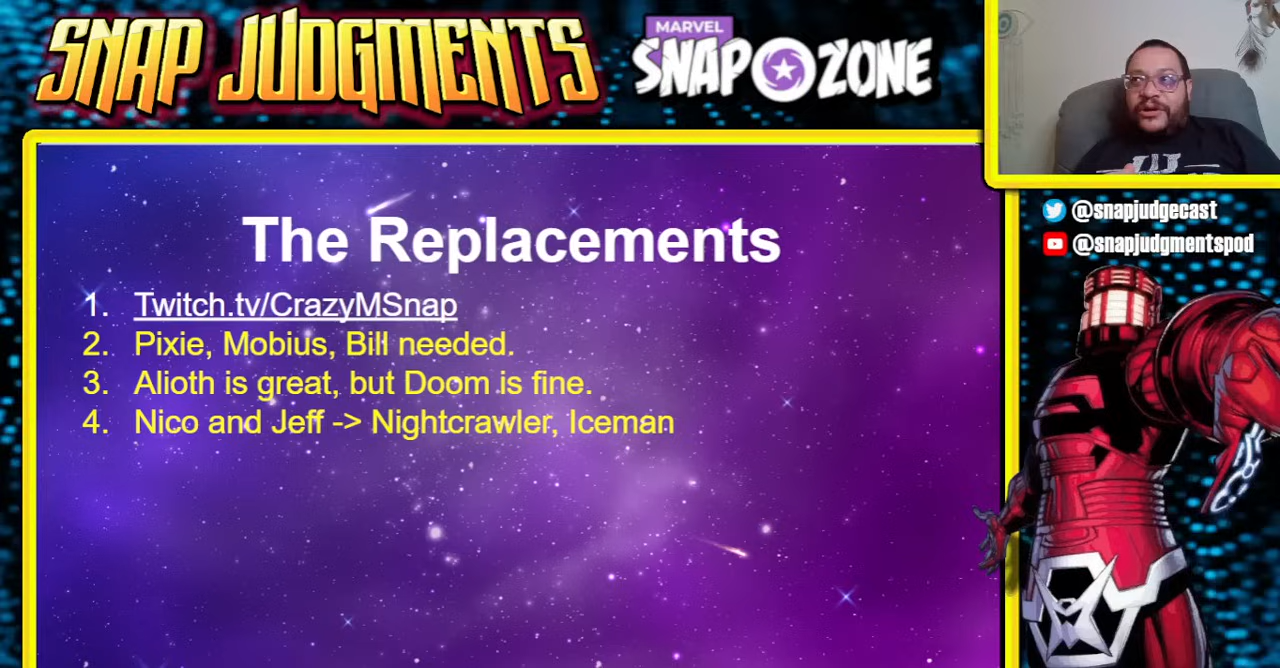 SNAP JUDGMENTS
MARVEL
SNAP ZONE
@snapjudgecast
@snapjudgmentspod
The Replacements
1. Twitch.tv/CrazyMSnap
2. Pixie, Mobius, Bill needed.
3. Alioth is great, but Doom is fine.
4. Nico and Jeff -> Nightcrawler, Iceman